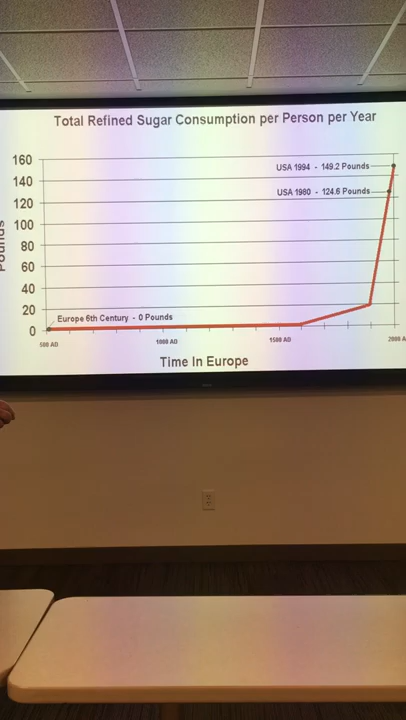 Total Refined Sugar Consumption per Person per Year
160
USA 1994 - 149.2 Pounds
140
USA 1980 - 124.6 Pounds
120
100
80
60
40
20
Europe 6th Century - 0 Pounds
0
Pounds
500 AD
1000 AD
1500 AD
2000 A
Time In Europe